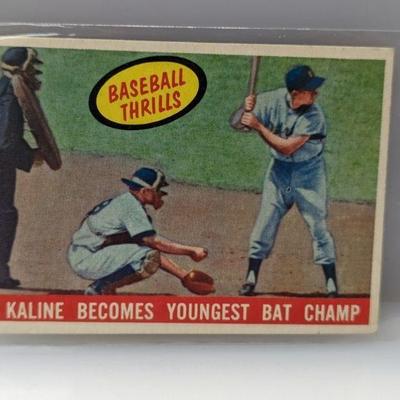 BASEBALL
THRILLS
KALINE BECOMES YOUNGEST BAT CHAMP